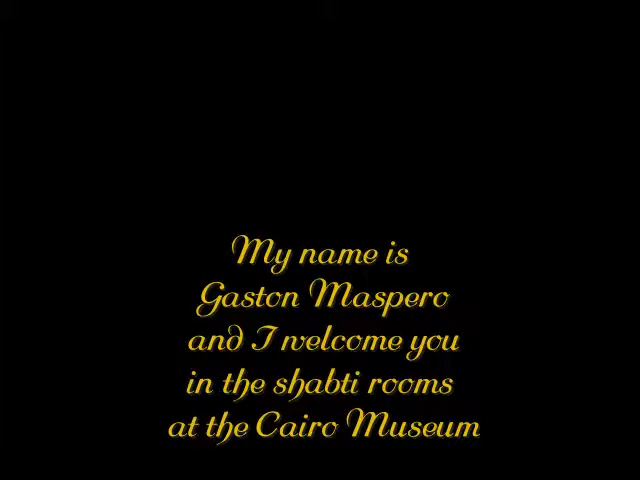 My name is
Gaston Maspero
and I welcome you
in the shabti rooms
at the Cairo Museum